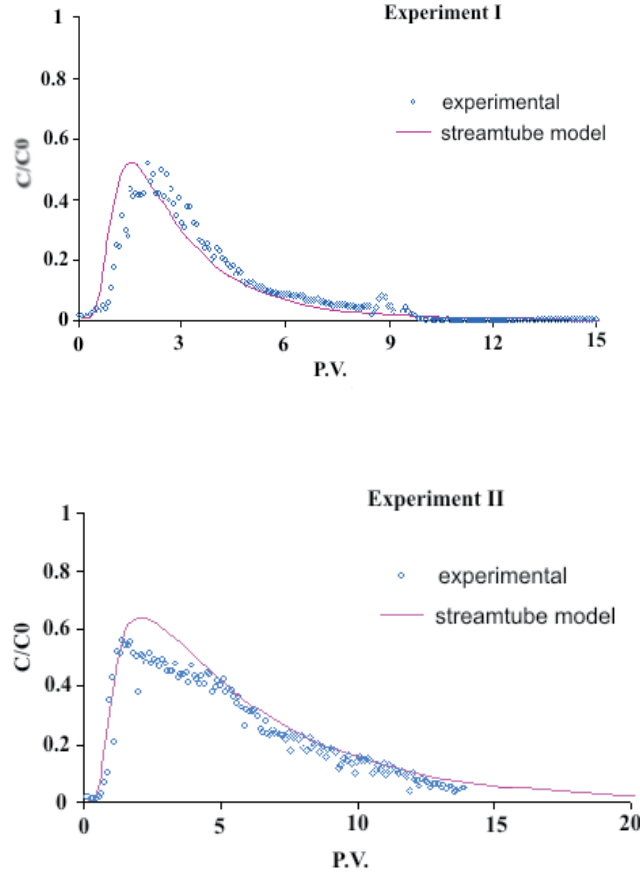 Experiment I
1
experimental
0.8
streamtube model
0.6
C/C0
0.4
0.2
0
0 3 6 9 12 15
P.V.
Experiment II
1
experimental
0.8
streamtube model
0.6
C/C0
0.4
0.2
0
0 5 10 15 20
P.V.